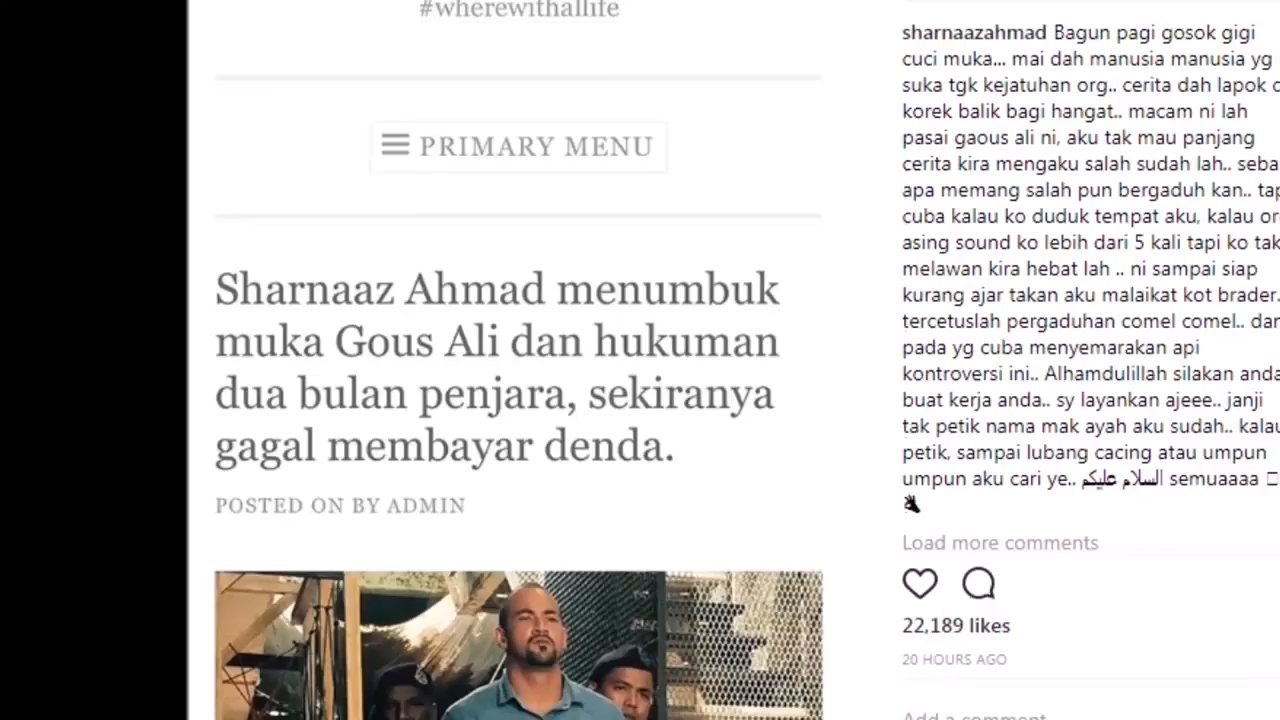 #wherewithallife
PRIMARY MENU
Sharnaaz Ahmad menumbuk
muka Gous Ali dan hukuman
dua bulan penjara, sekiranya
gagal membayar denda.
POSTED ON BY ADMIN
sharnaazahmad Bagun pagi gosok gigi
cuci muka... mai dah manusia manusia yg
suka tgk kejatuhan org.. cerita dah lapok
korek balik bagi hangat.. macam ni lah
pasai gaous ali ni, aku tak mau panjang
cerita kira mengaku salah sudah lah..
apa memang salah pun bergaduh kan..
cuba kalau ko duduk tempat aku, kalau
asing sound ko lebih dari 5 kali tapi ko tak
melawan kira hebat lah .. ni sampai siap
kurang ajar takan aku malaikat kot brader.
tercetuslah pergaduhan comel comel..
pada yg cuba menyemarakan api
kontroversi ini.. Alhamdulillah silakan anda
buat kerja anda.. sy layankan ajeee.. janji
tak petik nama mak ayah aku sudah.. kalau
petik, sampai lubang cacing atau umpun
umpun aku cari ye.. السلام عليكم semuaaaa
Load more comments
22,189 likes
20 HOURS AGO
Add a comment